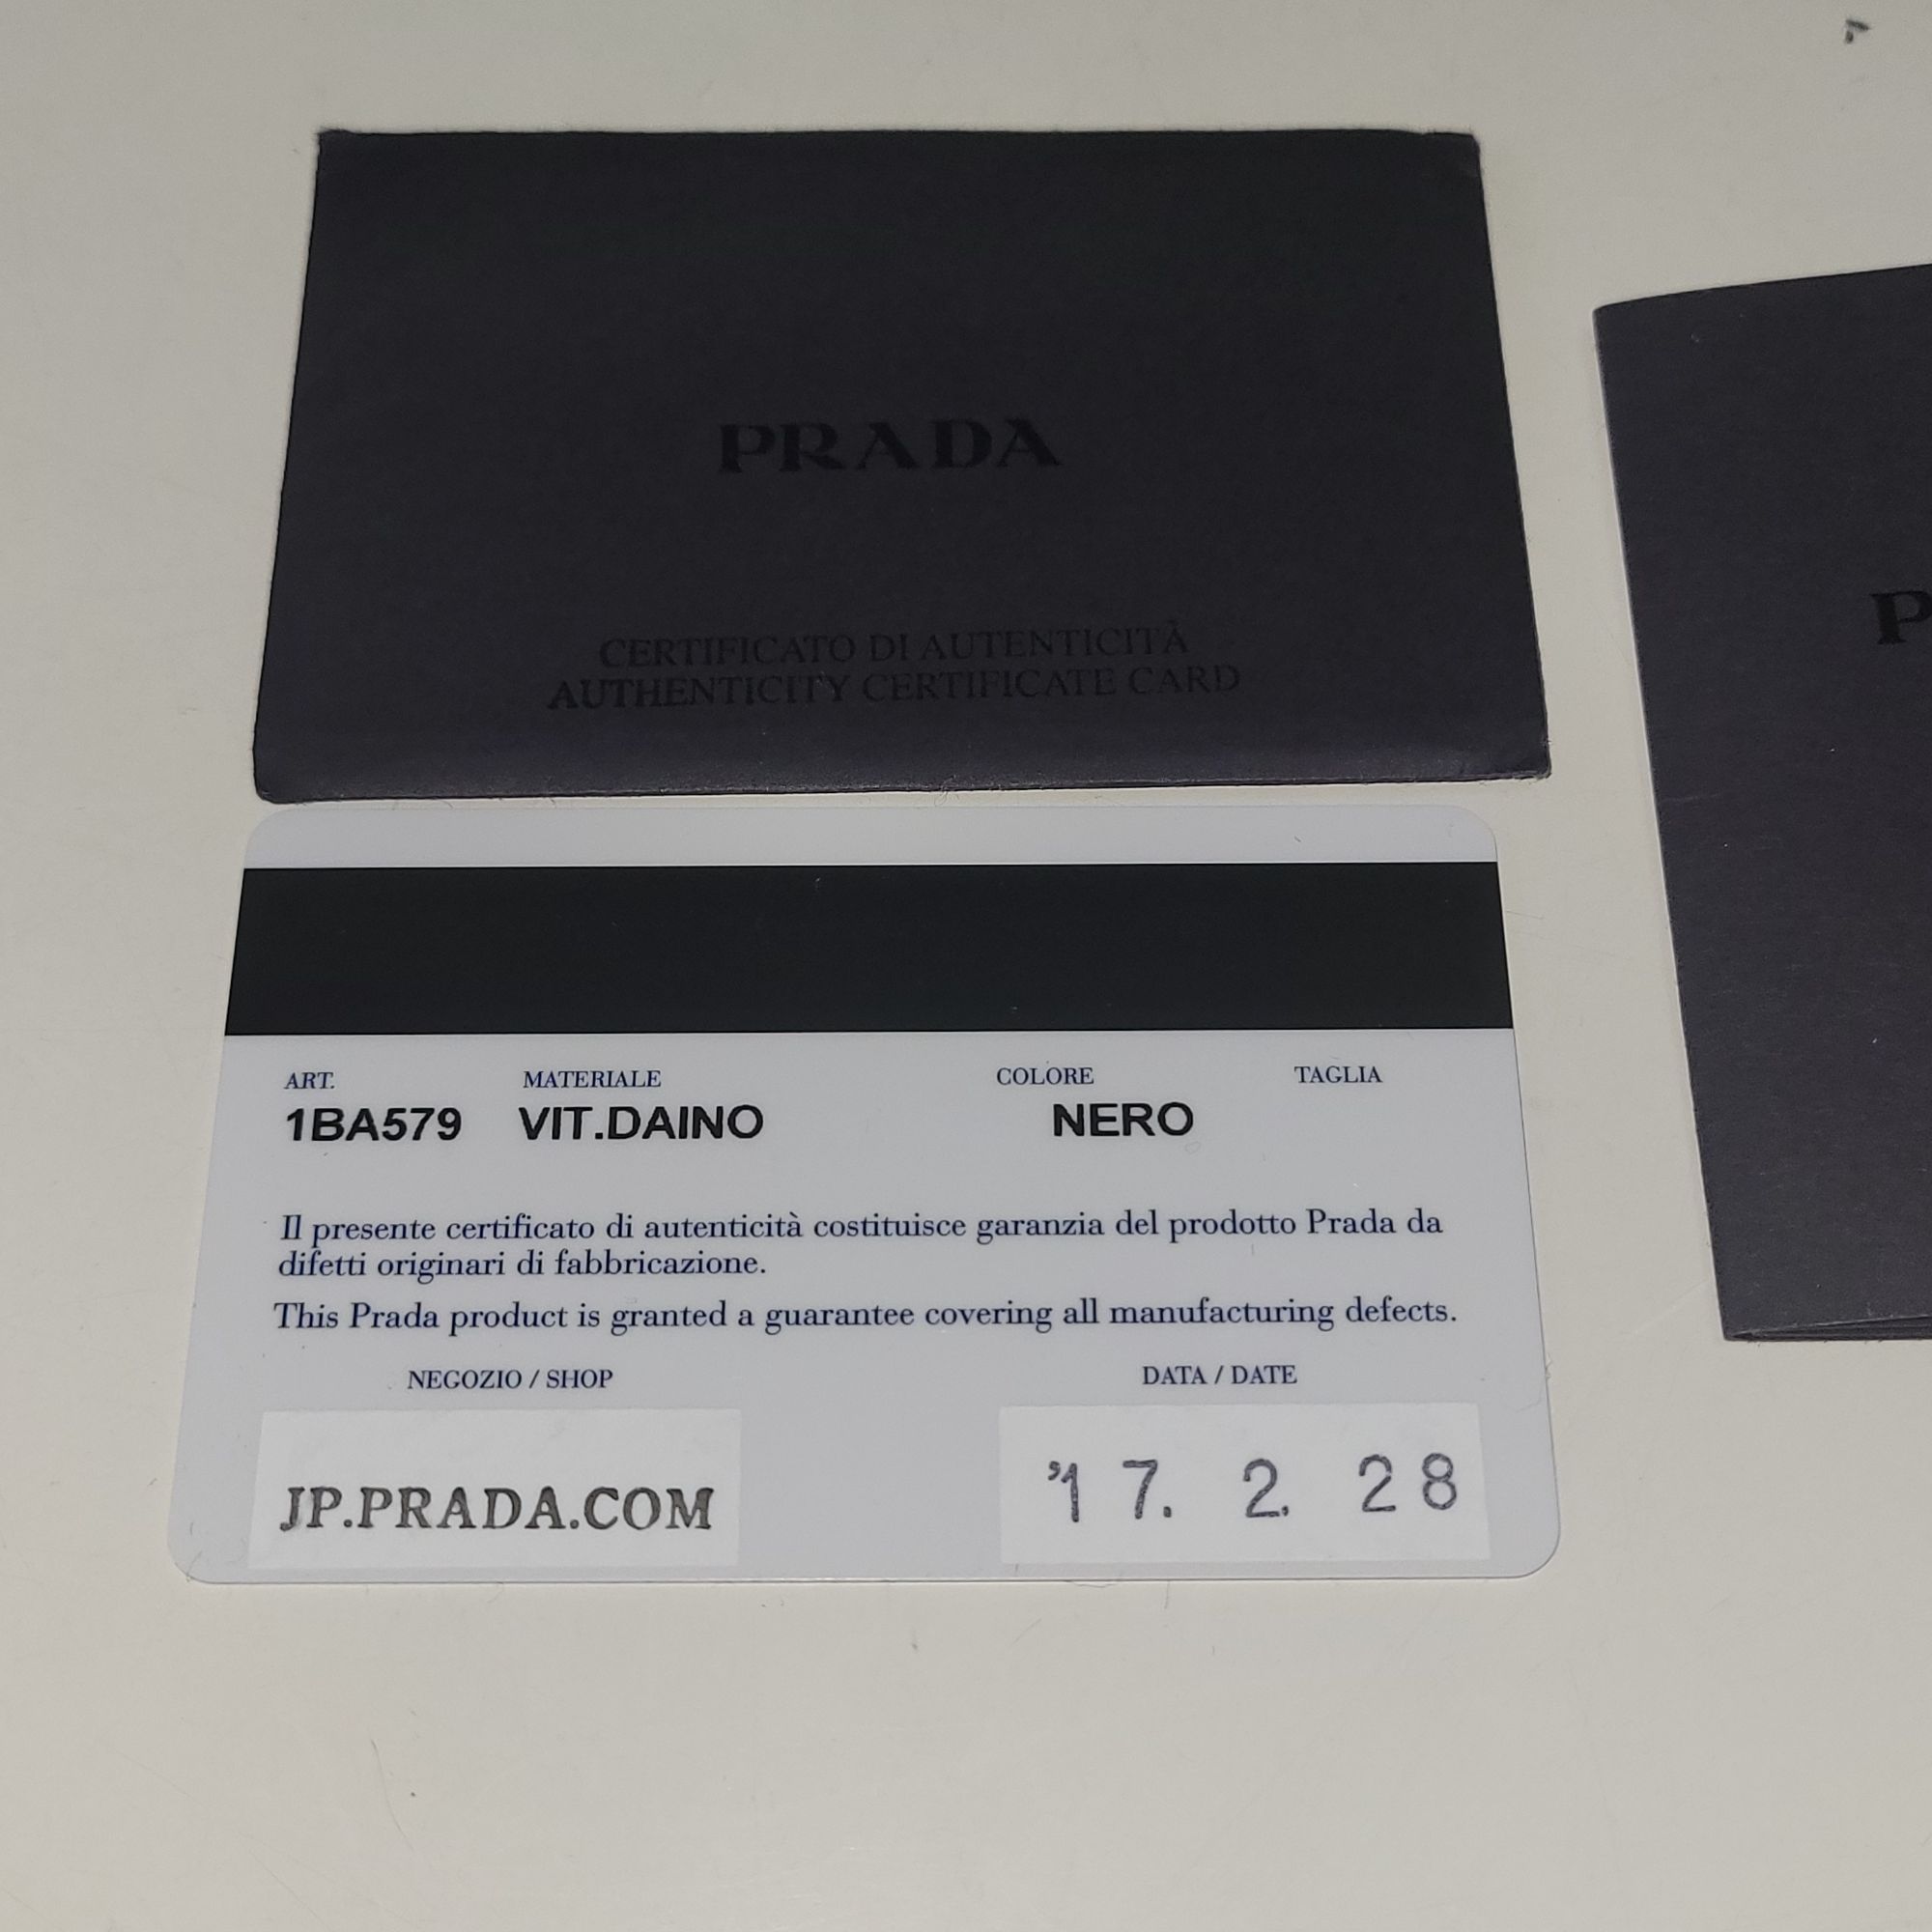 PRADA
CERTIFICATO DI AUTENTICITÀ
AUTHENTICITY CERTIFICATE CARD
P
ART. MATERIALE COLORE TAGLIA
1BA579 VIT.DAINO NERO
Il presente certificato di autenticità costituisce garanzia del prodotto Prada da
difetti originari di fabbricazione.
This Prada product is granted a guarantee covering all manufacturing defects.
NEGOZIO / SHOP DATA / DATE
JP.PRADA.COM '17. 2. 28